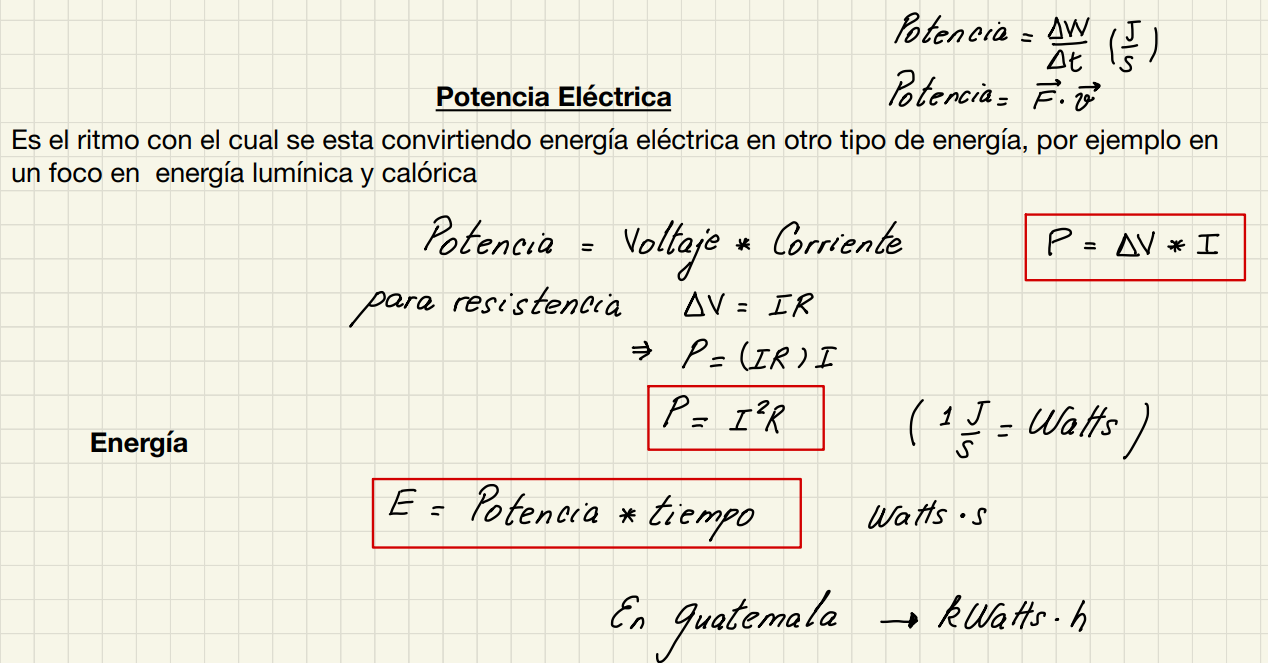 Potencia = ΔW/Δt (J/s)
Potencia = F⃗ · v⃗
Potencia Eléctrica
Es el ritmo con el cual se esta convirtiendo energía eléctrica en otro tipo de energía, por ejemplo en
un foco en energía lumínica y calórica
Potencia = Voltaje * Corriente P = ΔV * I
para resistencia ΔV = IR
⇒ P = (IR) I
P = I²R (1 J/s = Watts)
Energía
E = Potencia * tiempo Watts · s
En guatemala → kWatts · h